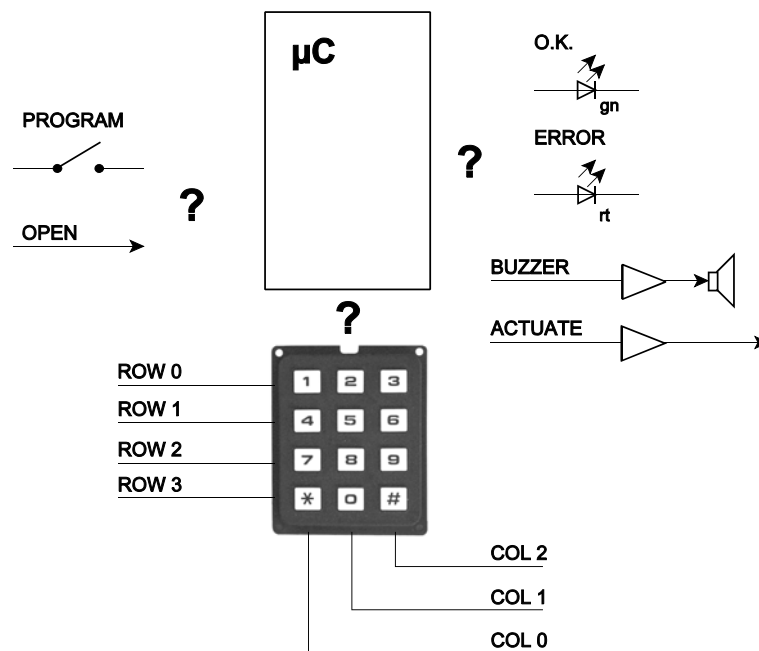 µC
O.K.
gn
PROGRAM
ERROR
?
?
rt
OPEN
BUZZER
?
ACTUATE
ROW 0
1 2 3
ROW 1
4 5 6
ROW 2
7 8 9
ROW 3
* 0 #
COL 2
COL 1
COL 0